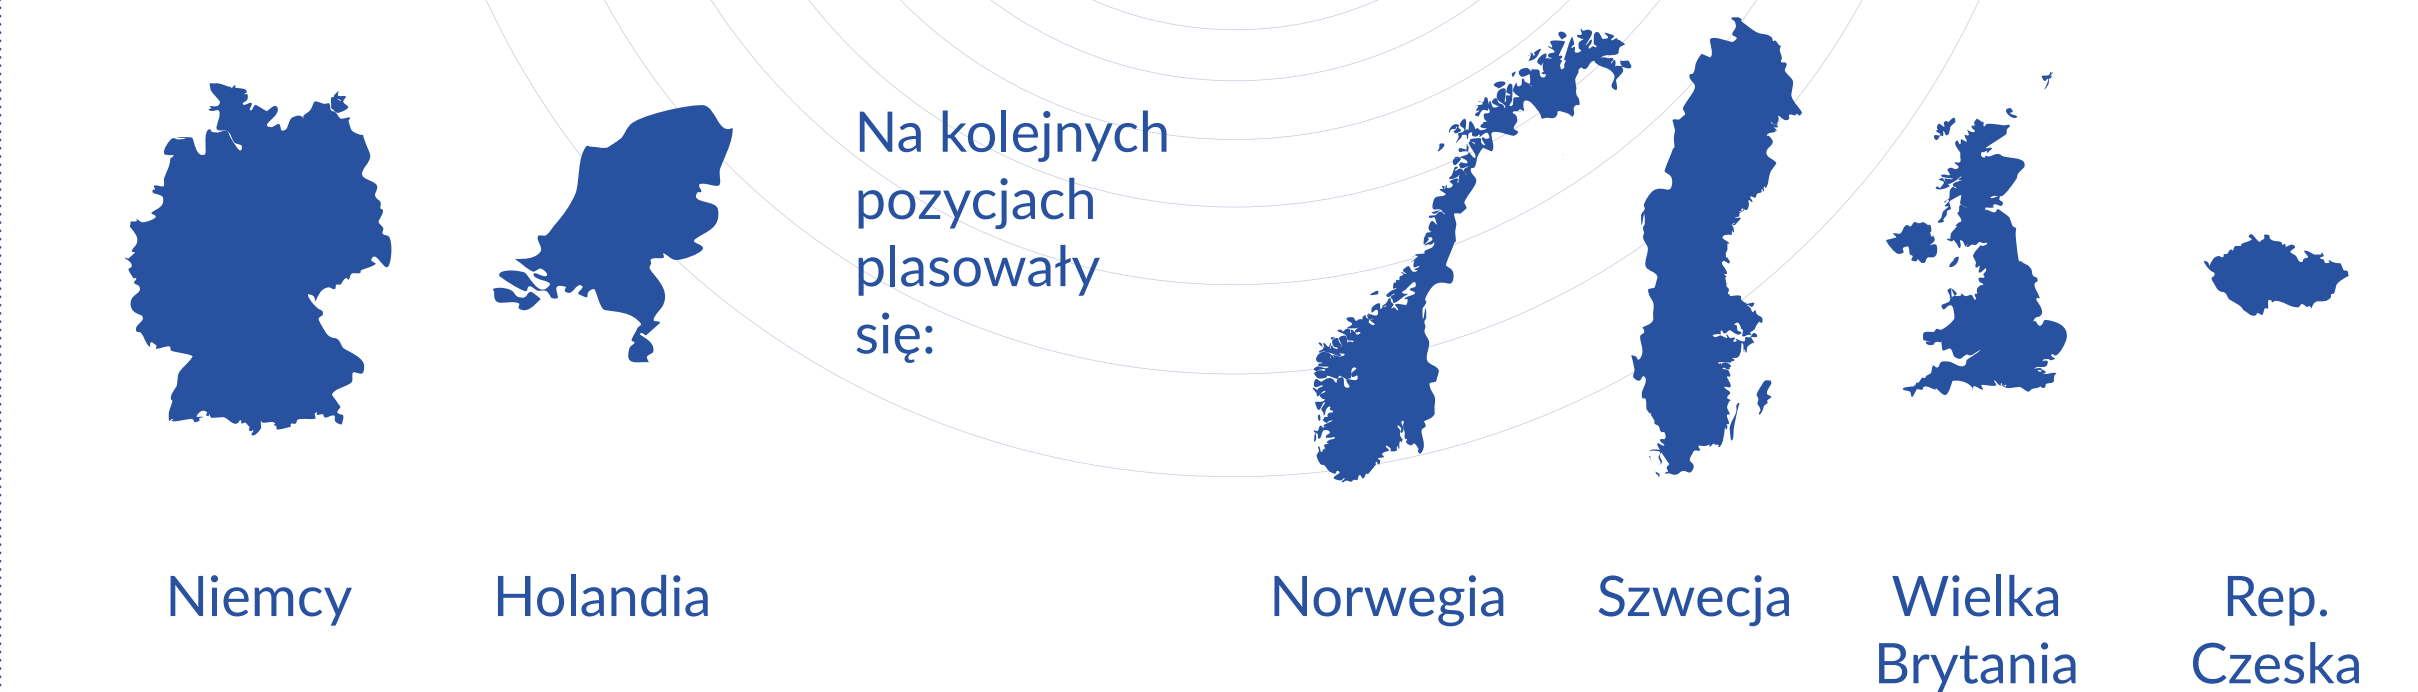 Niemcy
Holandia
Na kolejnych
pozycjach
plasowały
się:
Norwegia
Szwecja
Wielka
Brytania
Rep.
Czeska